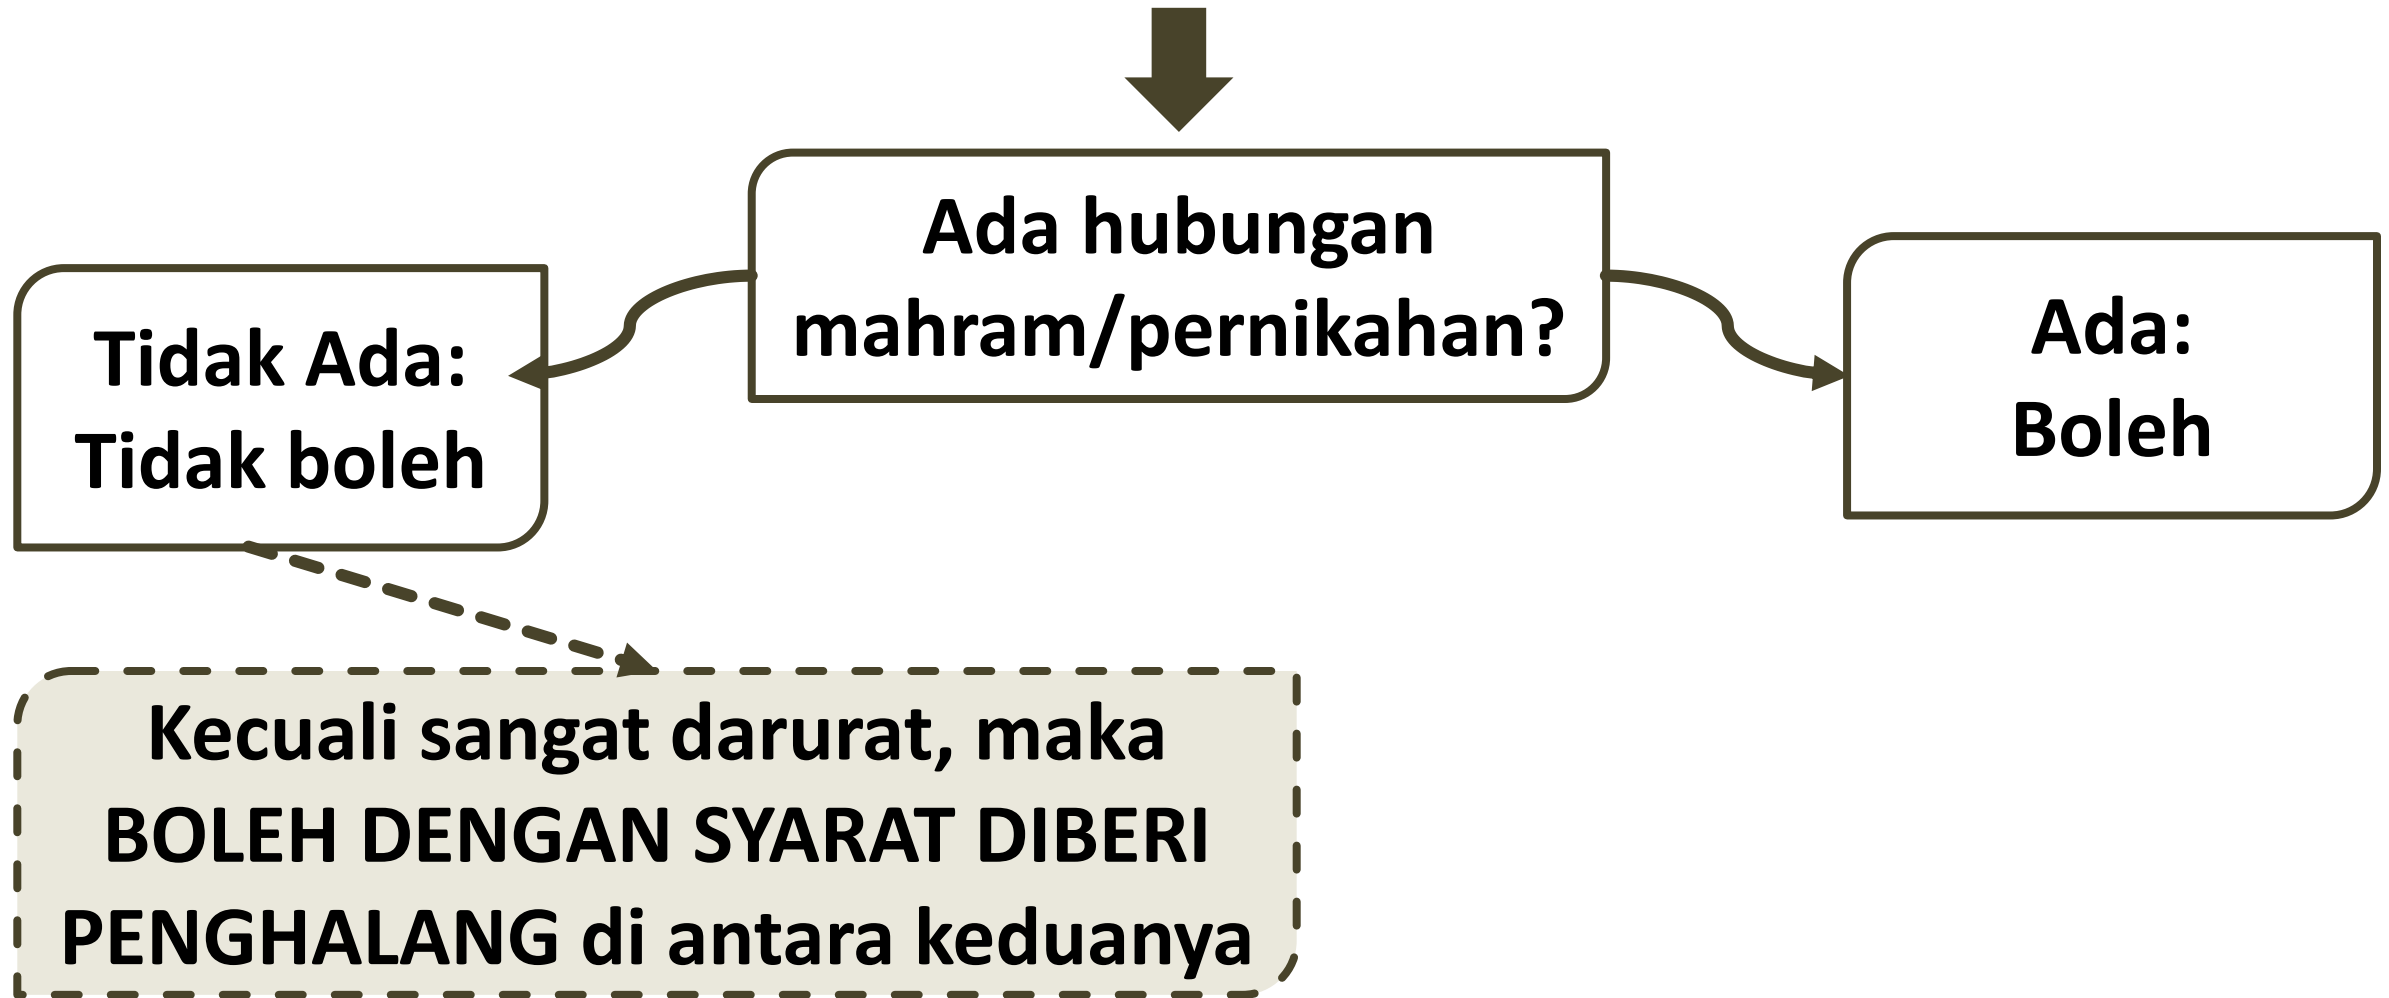 Ada hubungan
mahram/pernikahan?
Tidak Ada:
Tidak boleh
Ada:
Boleh
Kecuali sangat darurat, maka
BOLEH DENGAN SYARAT DIBERI
PENGHALANG di antara keduanya